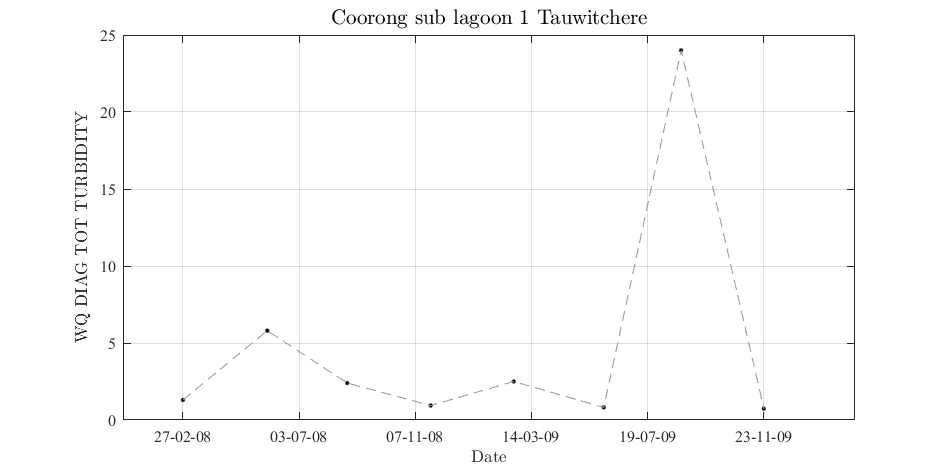 Coorong sub lagoon 1 Tauwitchere
WQ DIAG TOT TURBIDITY
25
20
15
10
5
0
27-02-08 03-07-08 07-11-08 14-03-09 19-07-09 23-11-09
Date